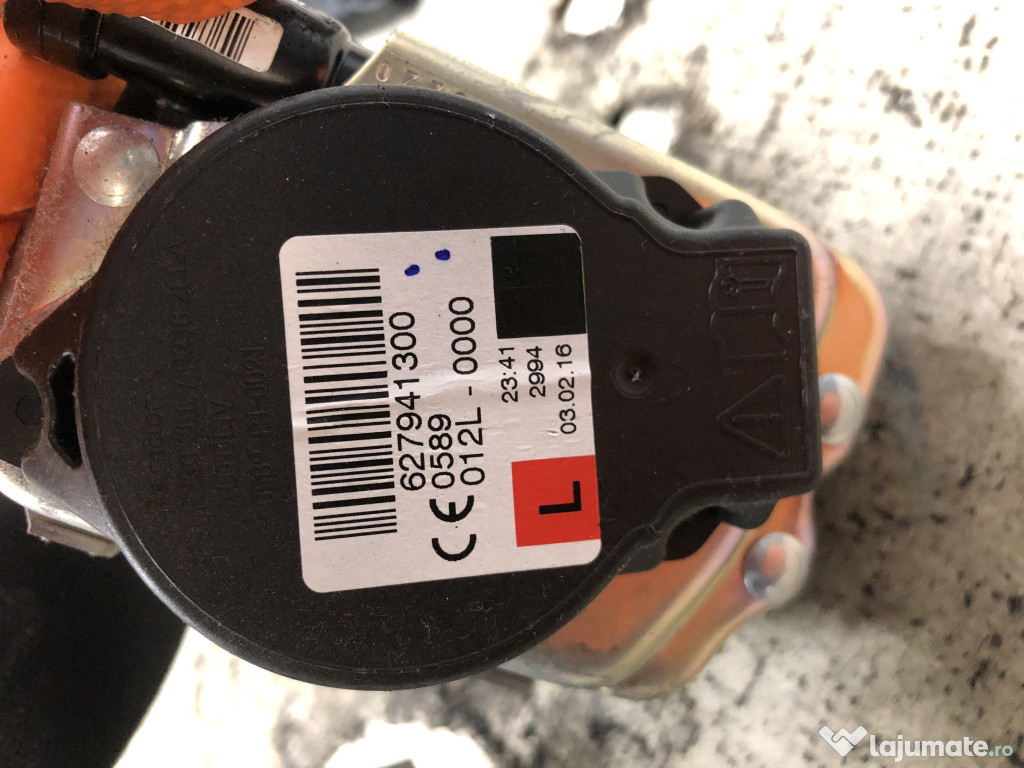 627941300
CE 0589
012L - 0000
23:41
2994
03.02.16
L
lajumate.ro